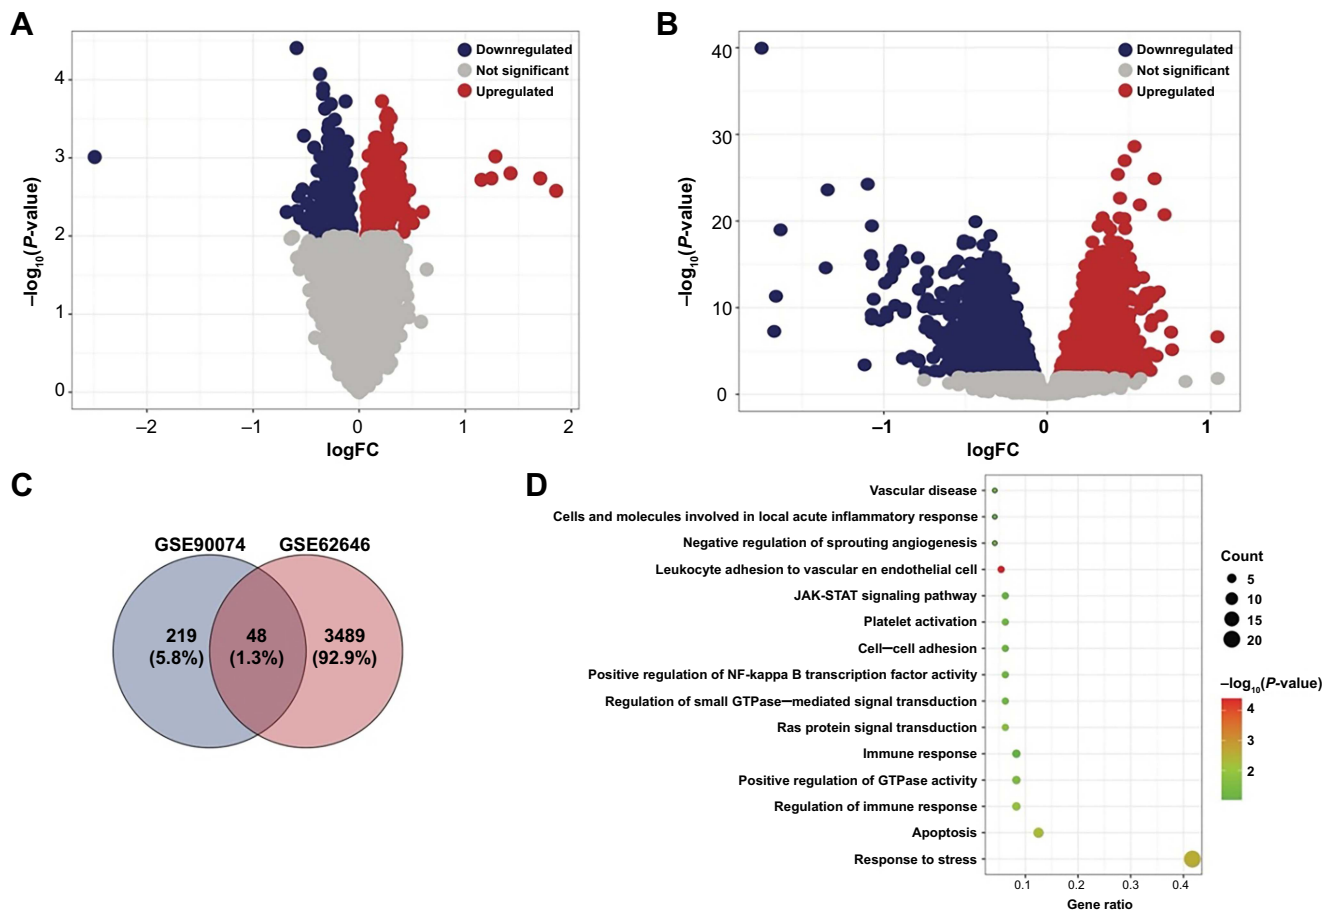 A
Downregulated
Not significant
Upregulated
–log10(P-value)
4
3
2
1
0
–2
–1
0
1
2
logFC
B
Downregulated
Not significant
Upregulated
–log10(P-value)
40
30
20
10
0
–1
0
1
logFC
C
GSE90074
GSE62646
219
(5.8%)
48
(1.3%)
3489
(92.9%)
D
Vascular disease
Cells and molecules involved in local acute inflammatory response
Negative regulation of sprouting angiogenesis
Leukocyte adhesion to vascular en endothelial cell
JAK-STAT signaling pathway
Platelet activation
Cell–cell adhesion
Positive regulation of NF-kappa B transcription factor activity
Regulation of small GTPase–mediated signal transduction
Ras protein signal transduction
Immune response
Positive regulation of GTPase activity
Regulation of immune response
Apoptosis
Response to stress
0.1
0.2
0.3
0.4
Gene ratio
Count
5
10
15
20
–log10(P-value)
4
3
2